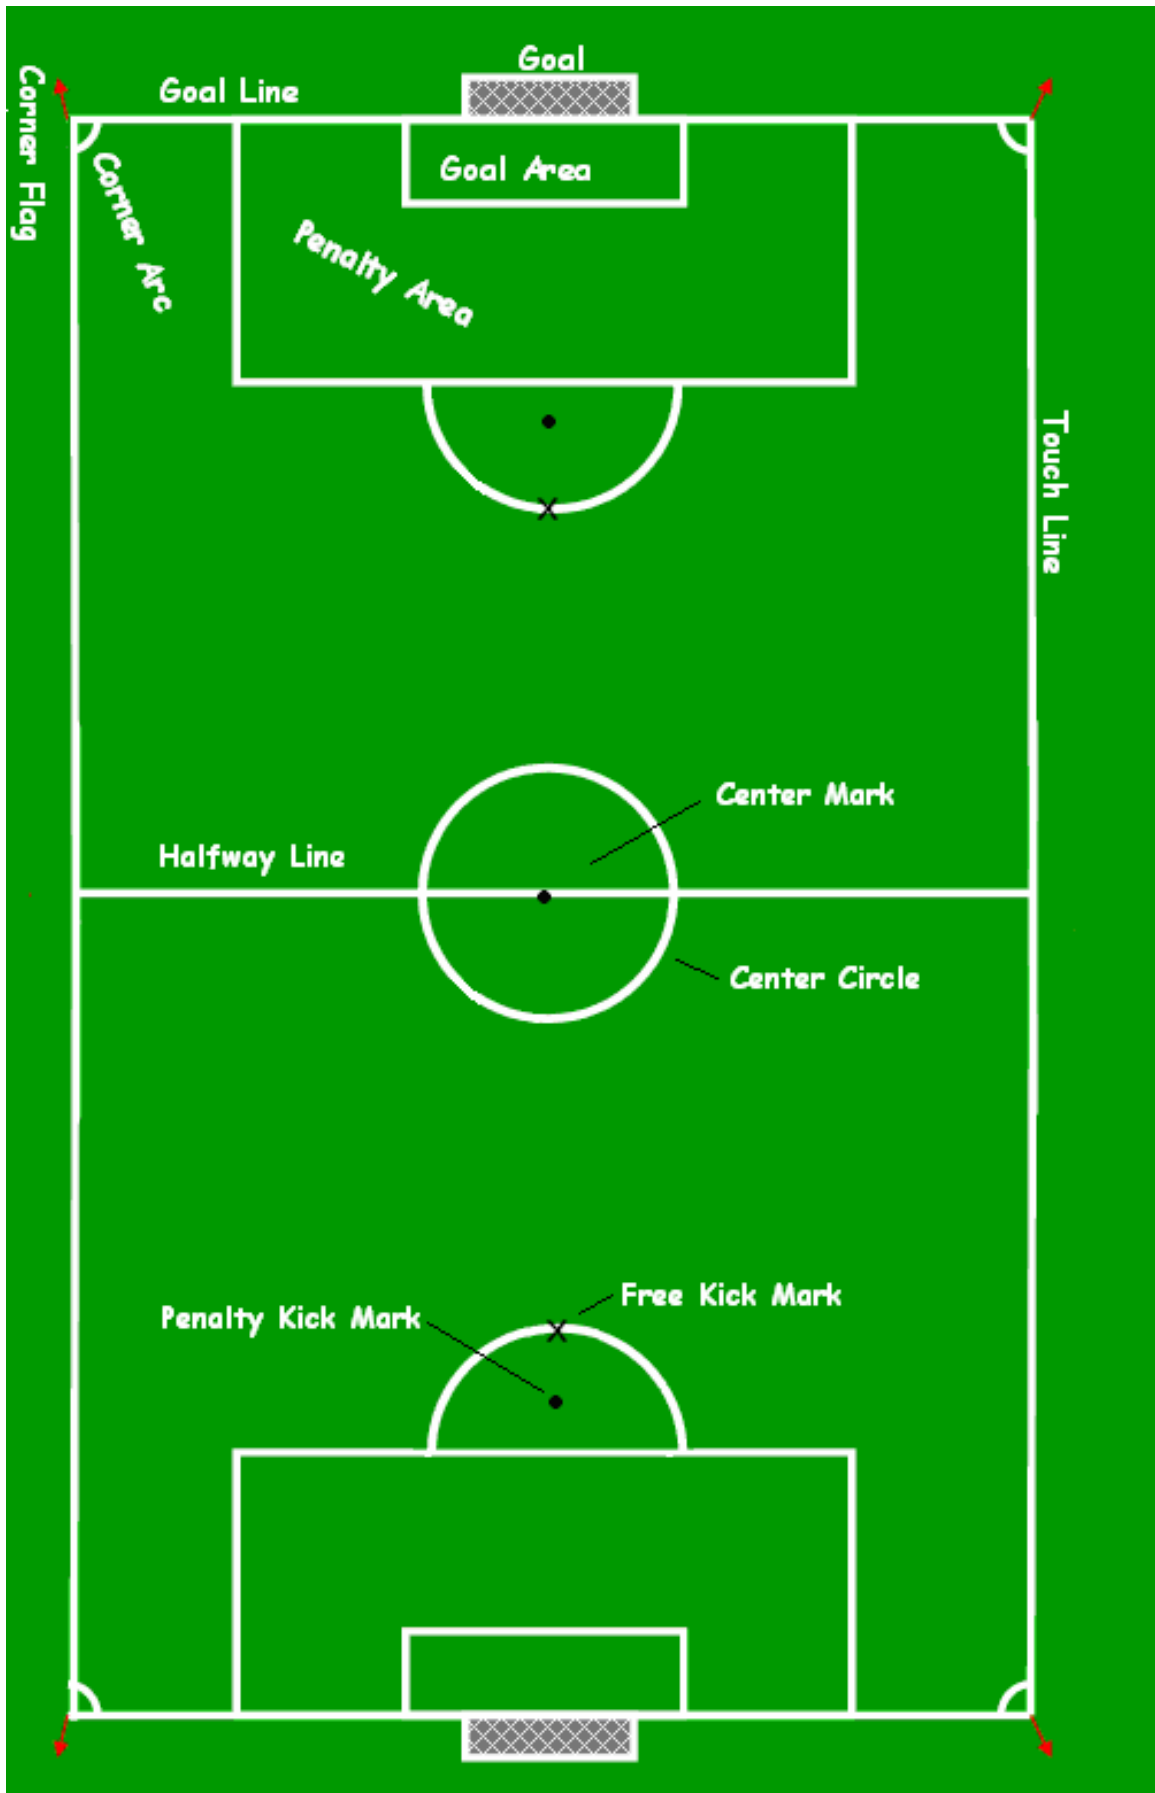 Goal
Goal Line
Corner Flag
Goal Area
Corner Arc
Penalty Area
Touch Line
Center Mark
Halfway Line
Center Circle
Free Kick Mark
Penalty Kick Mark